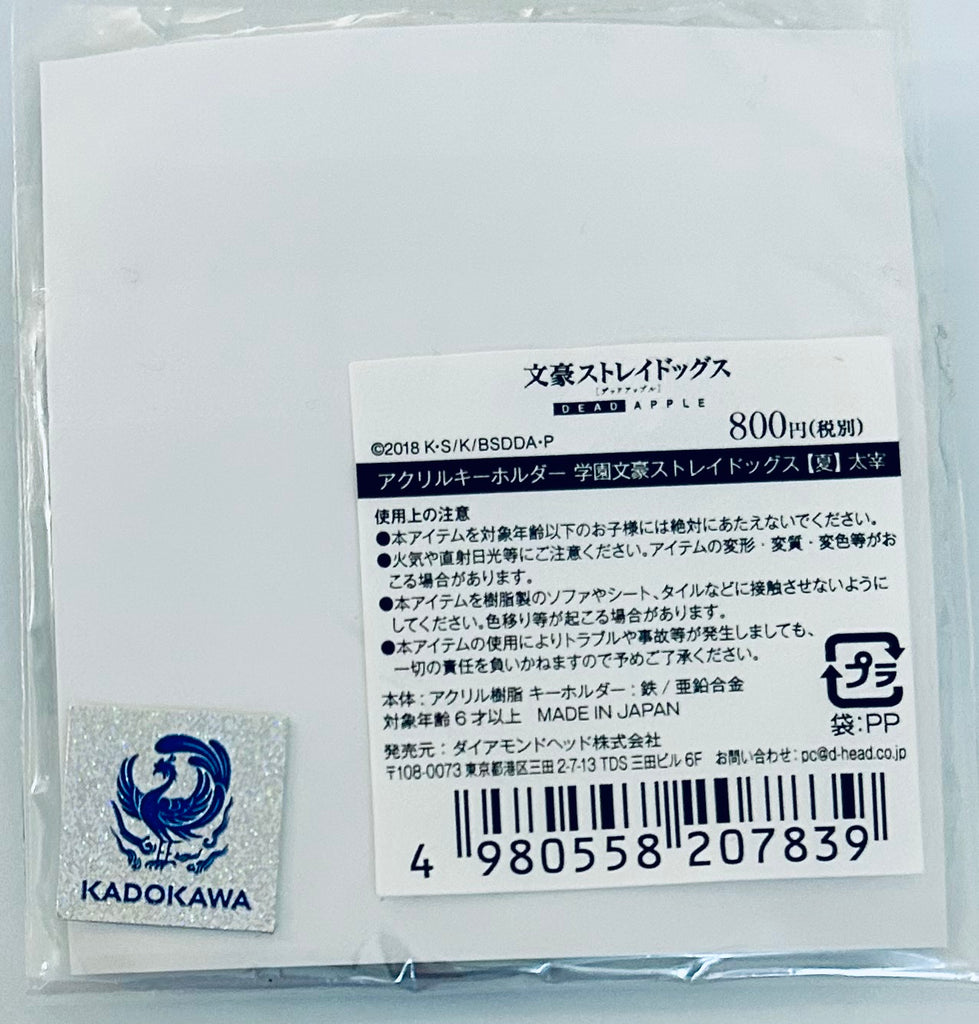 文豪ストレイドッグス
［デッドアップル］
DEAD APPLE
800円(税別)
©2018 K・S/K/BSDDA・P
アクリルキーホルダー 学園文豪ストレイドッグス【夏】太宰
使用上の注意
●本アイテムを対象年齢以下のお子様には絶対にあたえないでください。
●火気や直射日光等にご注意ください。アイテムの変形・変質・変色等がお
こる場合があります。
●本アイテムを樹脂製のソファやシート、タイルなどに接触させないように
してください。色移り等が起こる場合があります。
●本アイテムの使用によりトラブルや事故等が発生しましても、
一切の責任を負いかねますので予めご了承ください。
本体：アクリル樹脂 キーホルダー：鉄 / 亜鉛合金
対象年齢6才以上 MADE IN JAPAN
プラ
袋:PP
発売元：ダイアモンドヘッド株式会社
〒108-0073 東京都港区三田 2-7-13 TDS 三田ビル 6F お問い合わせ：pc@d-head.co.jp
4 980558 207839
KADOKAWA